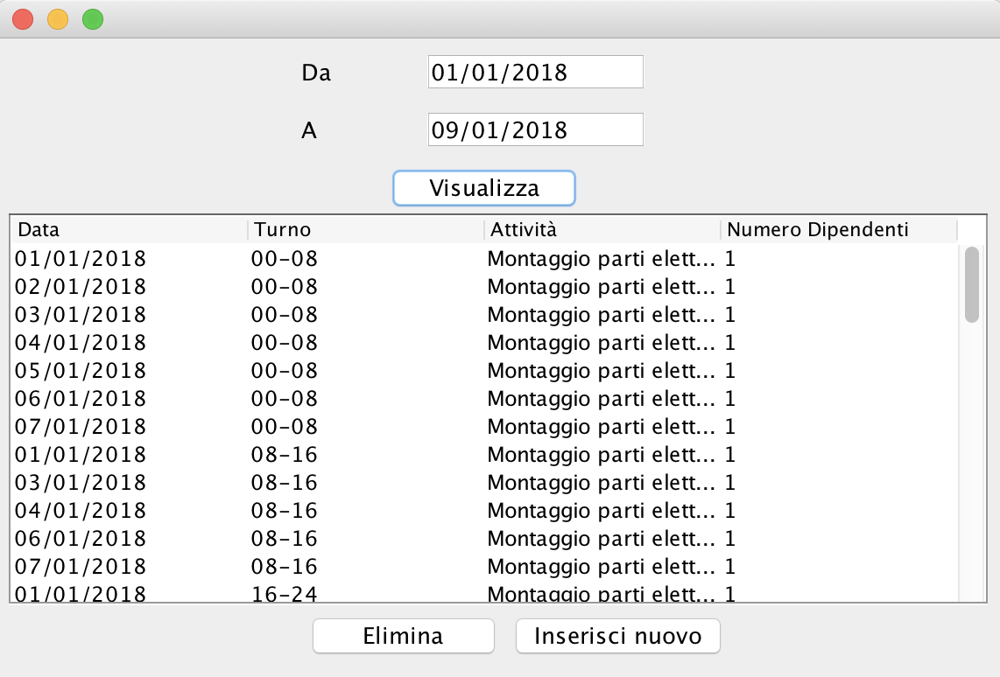 Da 01/01/2018
A 09/01/2018
Visualizza
Data Turno Attività Numero Dipendenti
01/01/2018 00-08 Montaggio parti elett... 1
02/01/2018 00-08 Montaggio parti elett... 1
03/01/2018 00-08 Montaggio parti elett... 1
04/01/2018 00-08 Montaggio parti elett... 1
05/01/2018 00-08 Montaggio parti elett... 1
06/01/2018 00-08 Montaggio parti elett... 1
07/01/2018 00-08 Montaggio parti elett... 1
01/01/2018 08-16 Montaggio parti elett... 1
03/01/2018 08-16 Montaggio parti elett... 1
04/01/2018 08-16 Montaggio parti elett... 1
06/01/2018 08-16 Montaggio parti elett... 1
07/01/2018 08-16 Montaggio parti elett... 1
01/01/2018 16-24 Montaggio parti elett... 1
Elimina Inserisci nuovo